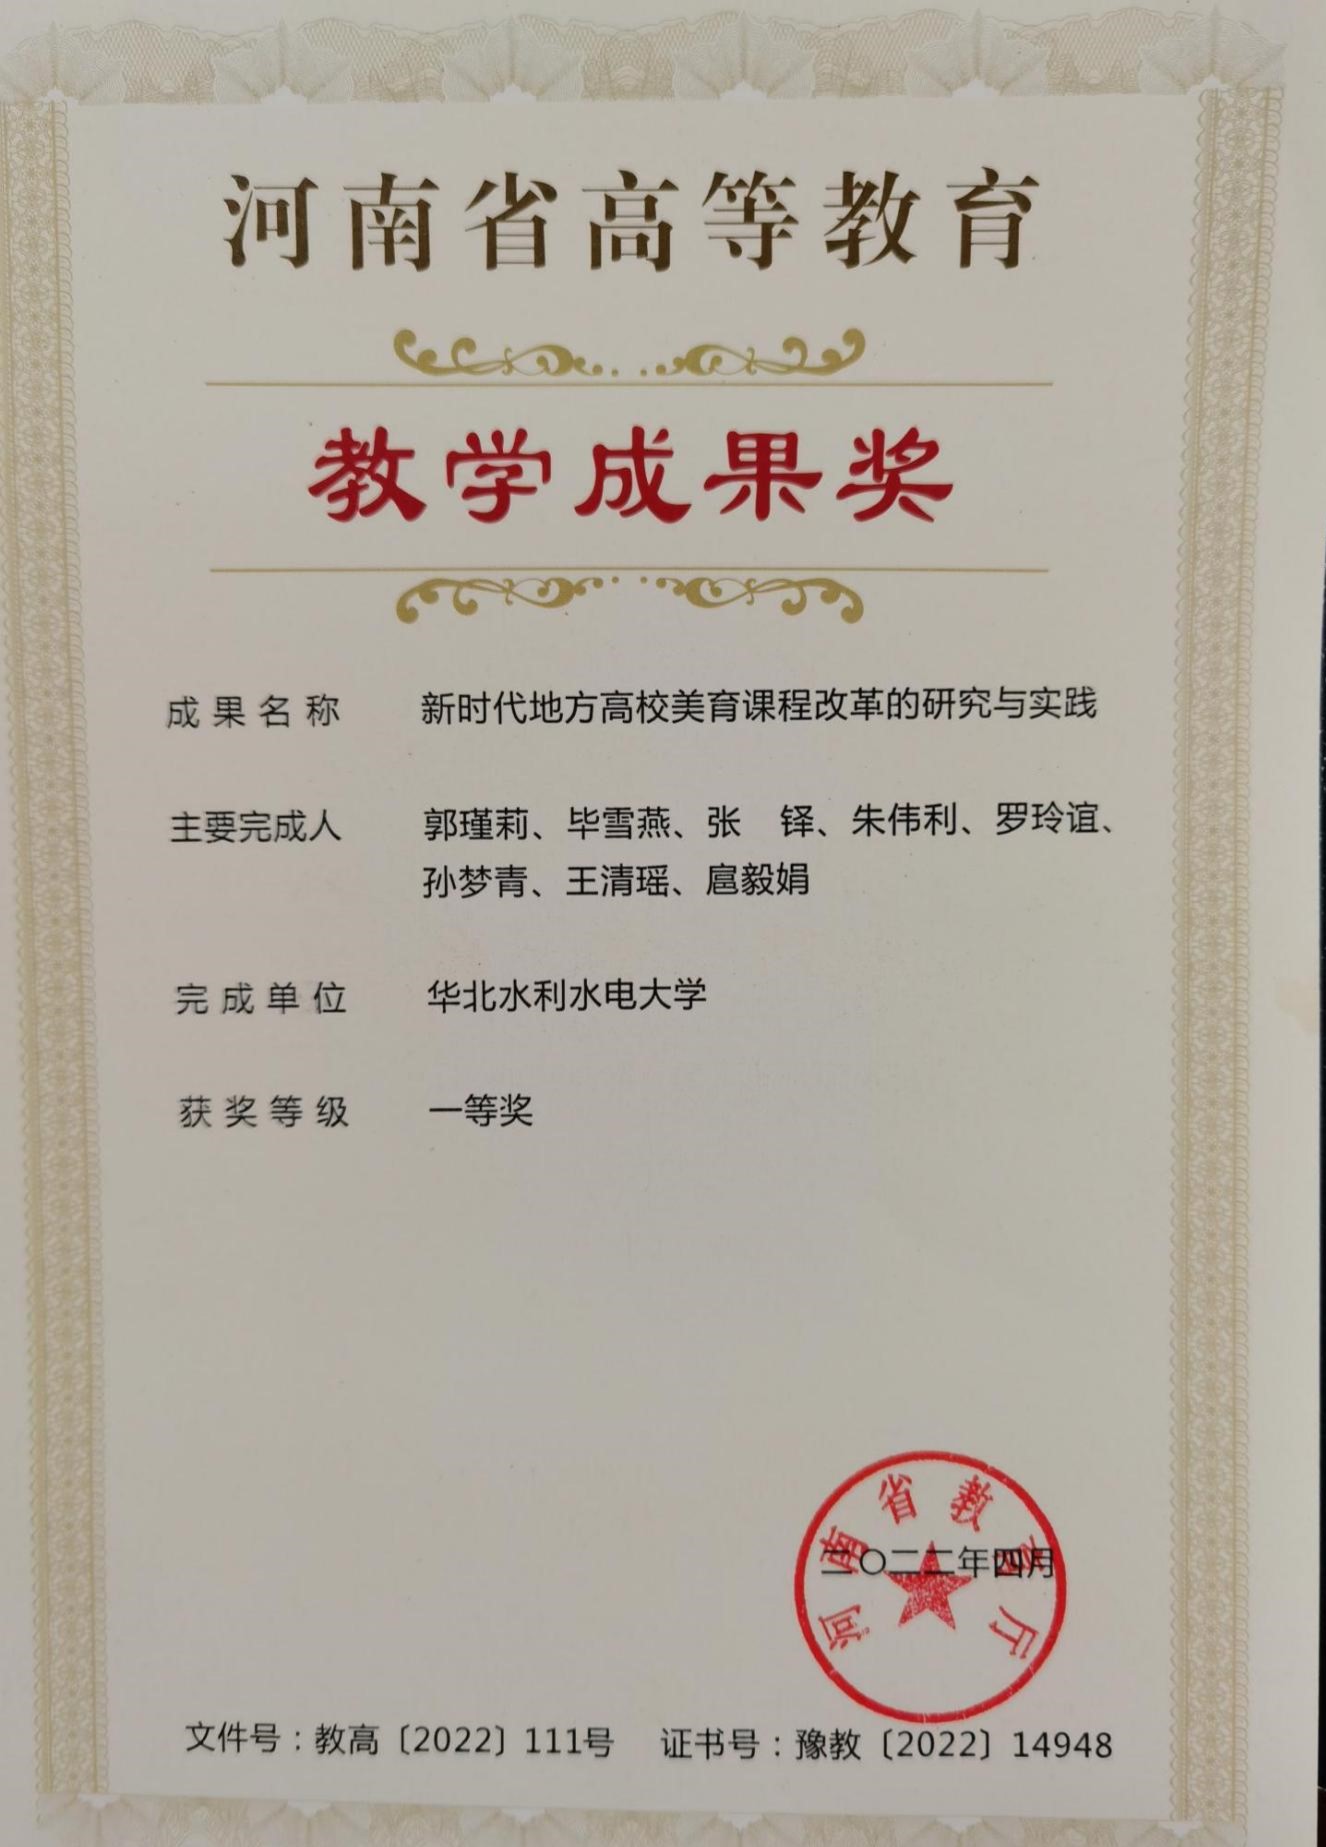 河南省高等教育
教学成果奖
成果名称 新时代地方高校美育课程改革的研究与实践
主要完成人 郭瑾莉、毕雪燕、张　铎、朱伟利、罗玲谊、
孙梦青、王清瑶、扈毅娟
完成单位 华北水利水电大学
获奖等级 一等奖
河南省教育厅
二〇二二年四月
文件号：教高〔2022〕111号 证书号：豫教〔2022〕14948